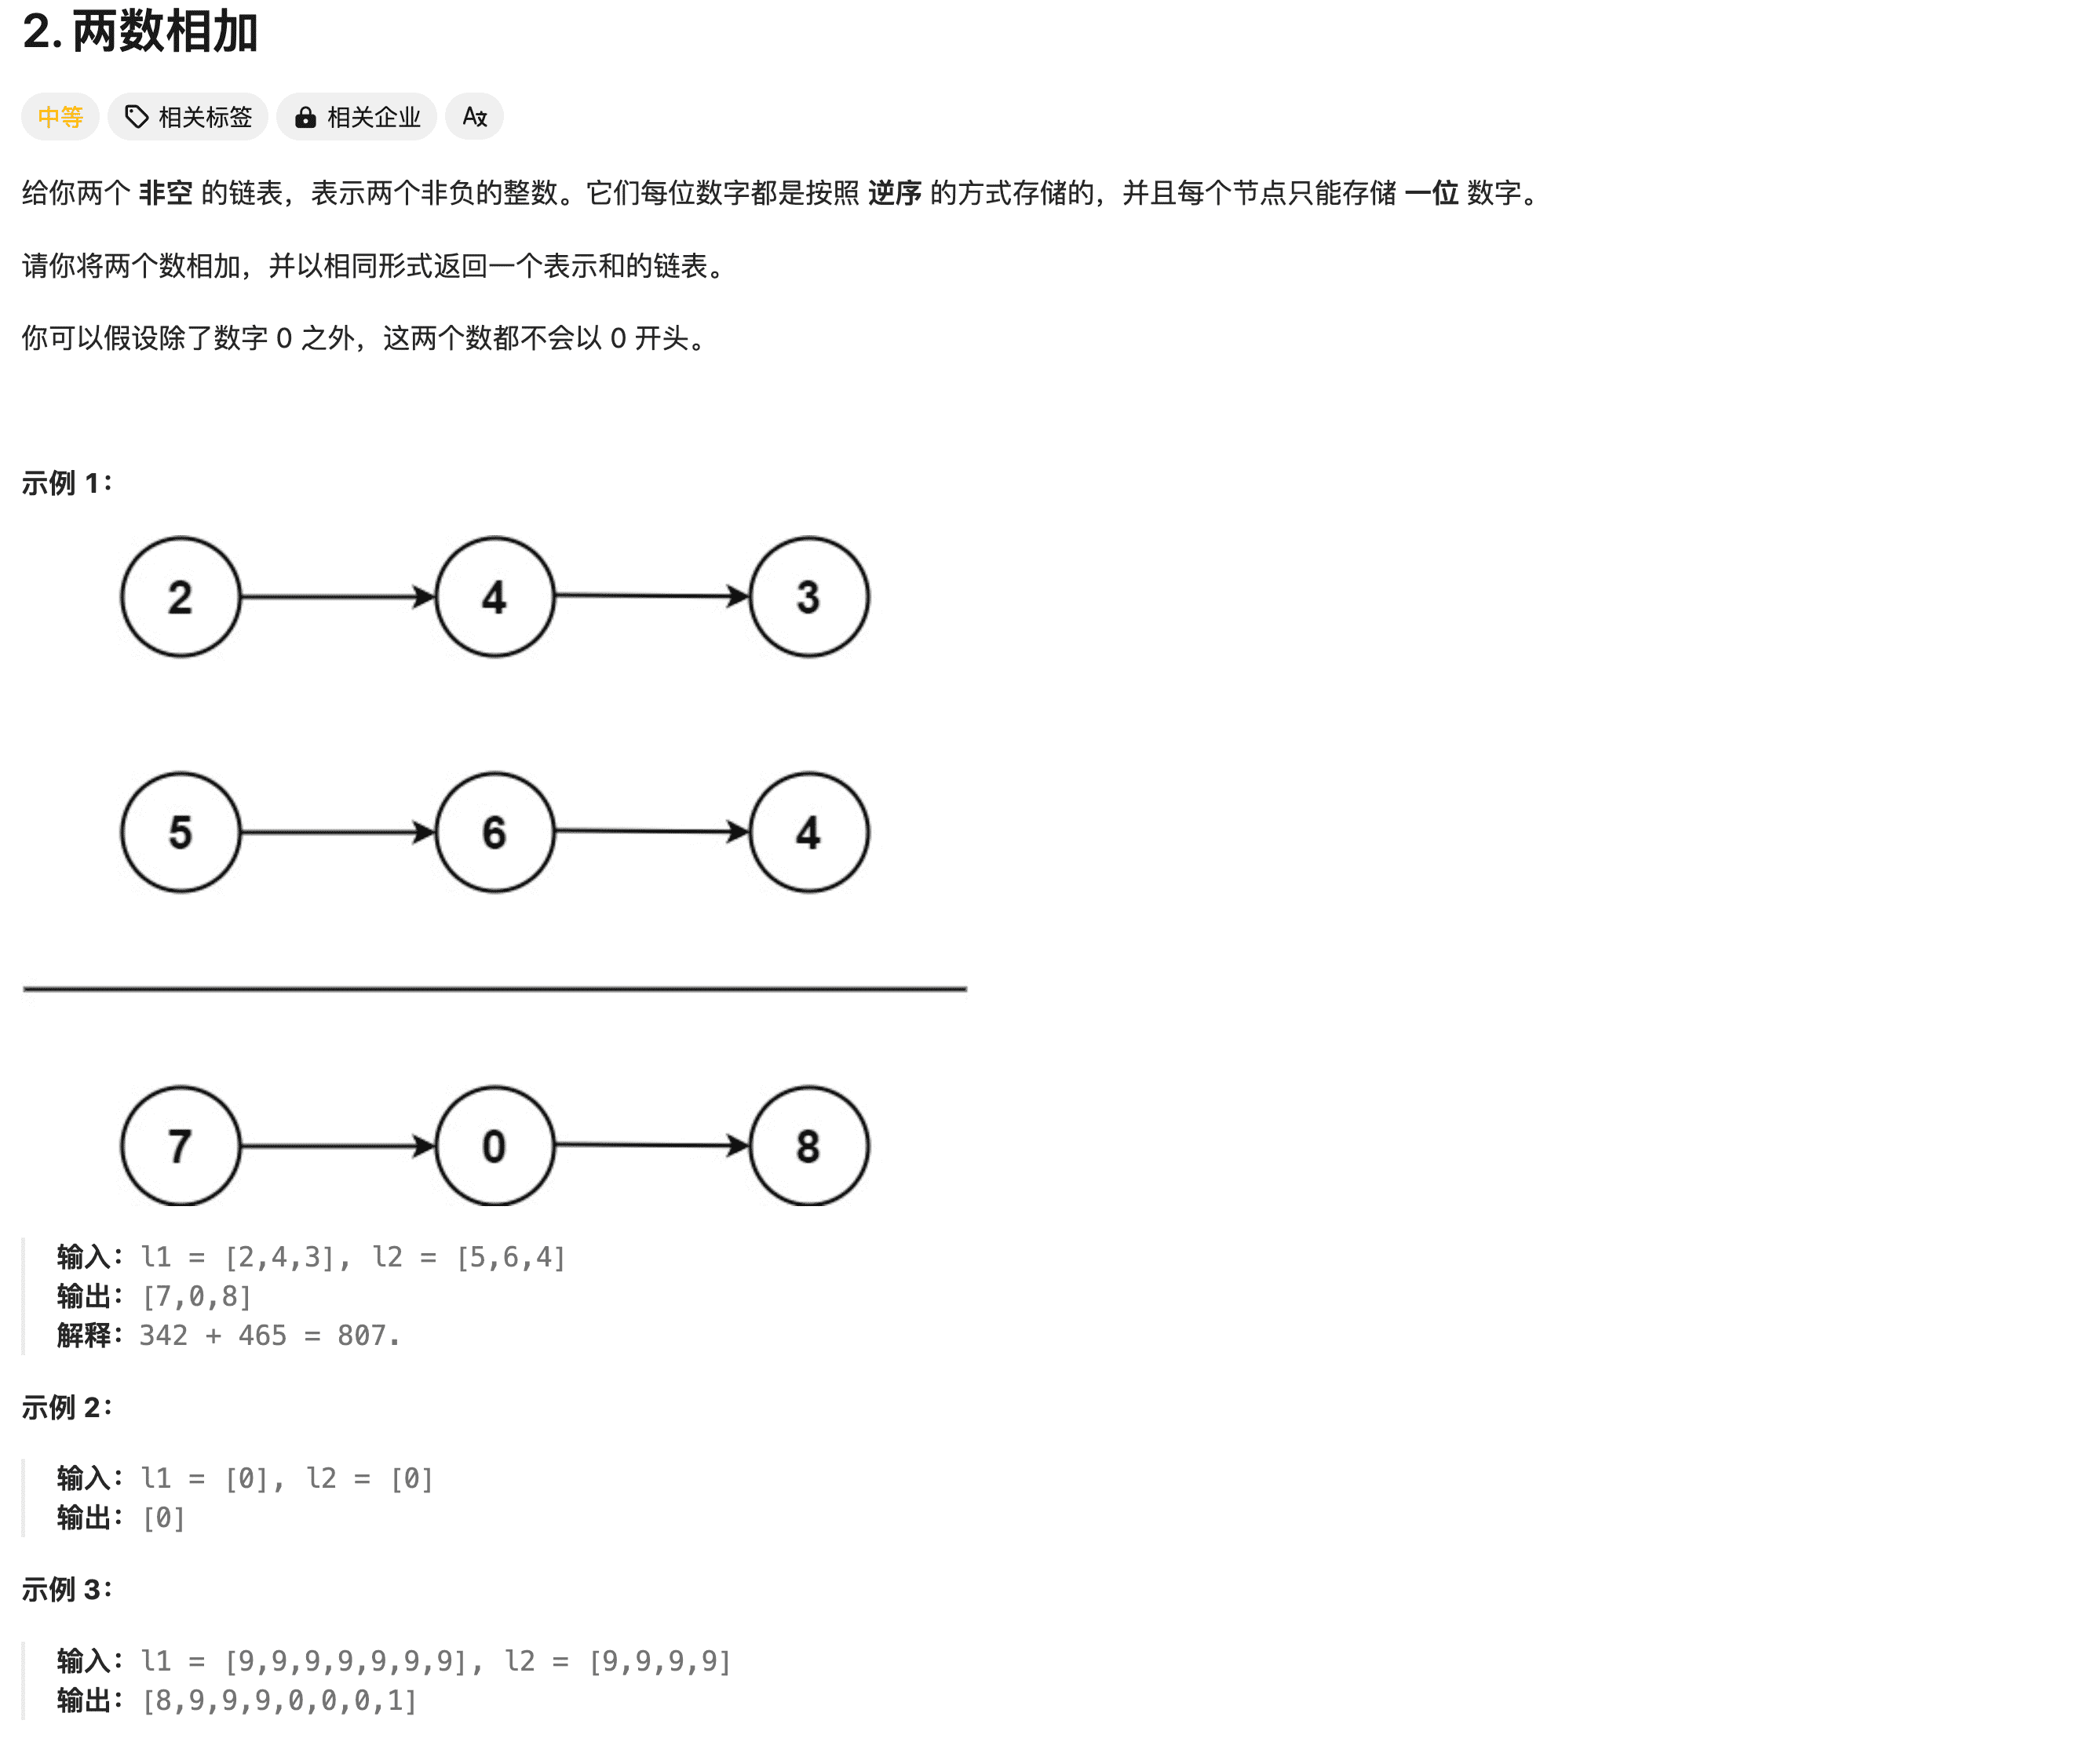 2. 两数相加
中等 相关标签 相关企业 A文
给你两个 非空 的链表，表示两个非负的整数。它们每位数字都是按照 逆序 的方式存储的，并且每个节点只能存储 一位 数字。
请你将两个数相加，并以相同形式返回一个表示和的链表。
你可以假设除了数字 0 之外，这两个数都不会以 0 开头。
示例 1：
2 4 3
5 6 4
7 0 8
输入：l1 = [2,4,3], l2 = [5,6,4]
输出：[7,0,8]
解释：342 + 465 = 807.
示例 2：
输入：l1 = [0], l2 = [0]
输出：[0]
示例 3：
输入：l1 = [9,9,9,9,9,9,9], l2 = [9,9,9,9]
输出：[8,9,9,9,0,0,0,1]